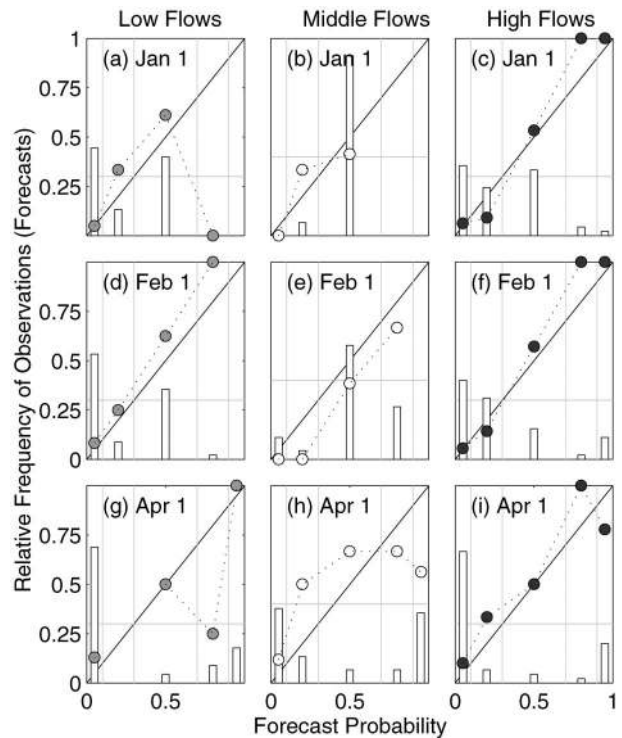 Low Flows Middle Flows High Flows
1 (a) Jan 1 (b) Jan 1 (c) Jan 1
0.75
0.5
0.25
0
(d) Feb 1 (e) Feb 1 (f) Feb 1
0.75
0.5
0.25
0
(g) Apr 1 (h) Apr 1 (i) Apr 1
0.75
0.5
0.25
0
0 0.5 0 0.5 0 0.5 1
Forecast Probability
Relative Frequency of Observations (Forecasts)